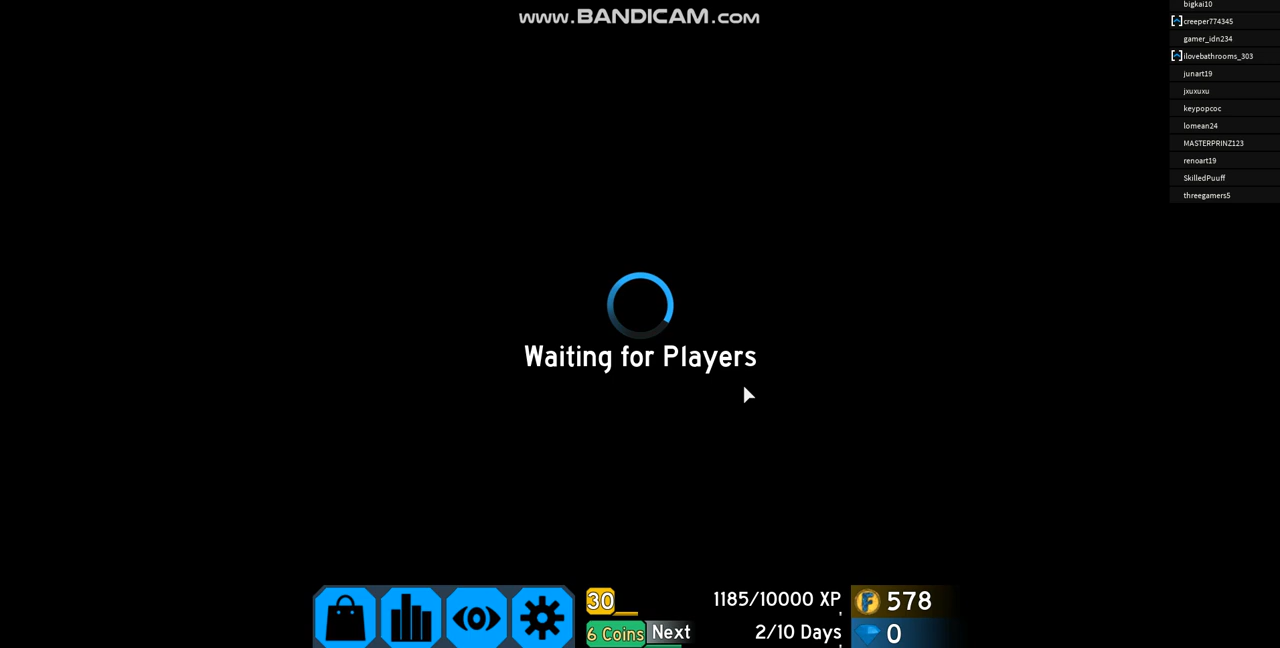 www.BANDICAM.com
bigkai10
creeper774345
gamer_idn234
ilovebathrooms_303
junart19
jxuxuxu
keypopcoc
lomean24
MASTERPRINZ123
renoart19
SkilledPuuff
threegamers5
Waiting for Players
30 1185/10000 XP 578
6 Coins Next 2/10 Days 0